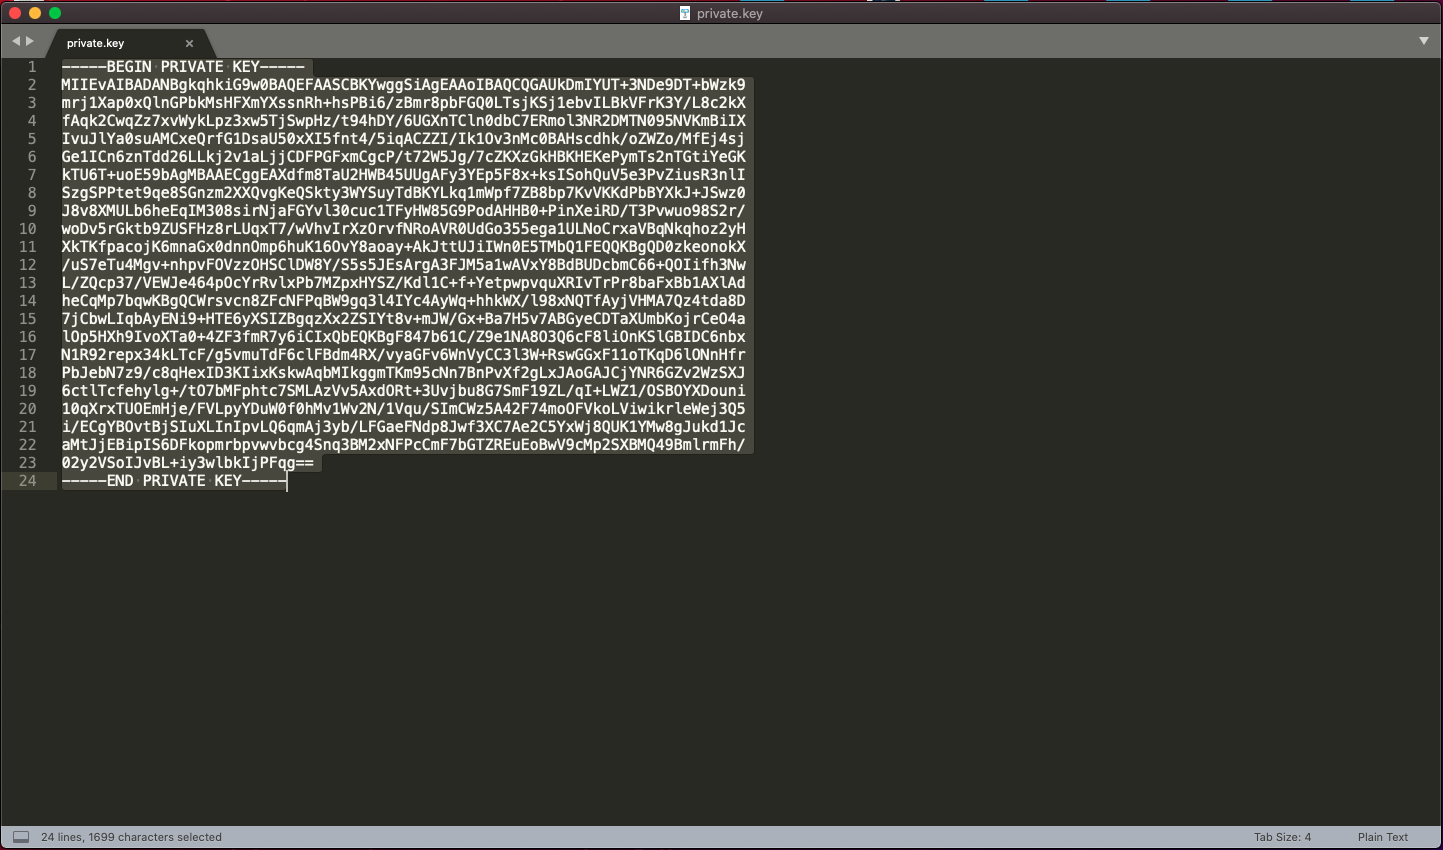 private.key
private.key
1 -----BEGIN PRIVATE KEY-----
2 MIIEvAIBADANBgkqhkiG9w0BAQEFAASCBKYwggSiAgEAAoIBAQCQGAUkDmIYUT+3NDe9DT+bWzk9
3 mrj1Xap0xQlnGPbkMsHFXmYXssnRh+hsPBi6/zBmr8pbFGQ0LTsjKSj1ebvILBkVFrK3Y/L8c2kX
4 fAqk2CwqZz7xvWykLpz3xw5TjSwpHz/t94hDY/6UGXnTCln0dbC7ERmol3NR2DMTN095NVKmBiIX
5 IvuJlYa0suAMCxeQrfG1DsaU50xXI5fnt4/5iqACZZI/Ik1Ov3nMc0BAHscdhk/oZWZo/MfEj4sj
6 Ge1ICn6znTdd26LLkj2v1aLjjCDFPGFxmCgcP/t72W5Jg/7cZKXzGkHBKHEKePymTs2nTGtiYeGK
7 kTU6T+uoE59bAgMBAAECggEAXdfm8TaU2HWB45UUgAFy3YEp5F8x+ksISohQuV5e3PvZiusR3nlI
8 SzgSPPtet9qe8SGnzm2XXQvgKeQSkty3WYSuyTdBKYLkq1mWpf7ZB8bp7KvVKKdPbBYXkJ+JSwz0
9 J8v8XMULb6heEqIM308sirNjaFGYvl30cuc1TFyHW85G9PodAHHB0+PinXeiRD/T3Pvwuo98S2r/
10 woDv5rGktb9ZUSFHz8rLUqxT7/wVhvIrXzOrvfNRoAVR0UdGo355ega1ULNoCrxaVBqNkqhoz2yH
11 XkTKfpacojK6mnaGx0dnnOmp6huK16OvY8aoay+AkJttUJiIWn0E5TMbQ1FEQQKBgQD0zkeonokX
12 /uS7eTu4Mgv+nhpvFOVzzOHSClDW8Y/S5s5JEsArgA3FJM5a1wAVxY8BdBUDcbmC66+QOIifh3Nw
13 L/ZQcp37/VEWJe464pOcYrRvlxPb7MZpxHYSZ/Kdl1C+f+YetpwpvquXRIvTrPr8baFxBb1AXlAd
14 heCqMp7bqwKBgQCWrsvcn8ZFcNFPqBW9gq3l4IYc4AyWq+hhkWX/l98xNQTfAyjVHMA7Qz4tda8D
15 7jCbwLIqbAyENi9+HTE6yXSIZBgqzXx2ZSIYt8v+mJW/Gx+Ba7H5v7ABGyeCDTaXUmbKojrCeO4a
16 lOp5HXh9IvoXTa0+4ZF3fmR7y6iCIxQbEQKBgF847b61C/Z9e1NA8O3Q6cF8liOnKSlGBIDC6nbx
17 N1R92repx34kLTcF/g5vmuTdF6clFBdm4RX/vyaGFv6WnVyCC3l3W+RswGGxF11oTKqD6lONnHfr
18 PbJebN7z9/c8qHexID3KIixKskwAqbMIkggmTKm95cNn7BnPvXf2gLxJAoGAJCjYNR6GZv2WzSXJ
19 6ctlTcfehylg+/tO7bMFphtc7SMLAzVv5AxdORt+3Uvjbu8G7SmF19ZL/qI+LWZ1/OSBOYXDouni
20 10qXrxTUOEmHje/FVLpyYDuW0f0hMv1Wv2N/1Vqu/SImCWz5A42F74moOFVkoLViwikrleWej3Q5
21 i/ECgYBOvtBjSIuXLInIpvLQ6qmAj3yb/LFGaeFNdp8Jwf3XC7Ae2C5YxWj8QUK1YMw8gJukd1Jc
22 aMtJjEBipIS6DFkopmrbpvwvbcg4Snq3BM2xNFPcCmF7bGTZREuEoBwV9cMp2SXBMQ49BmlrmFh/
23 02y2VSoIJvBL+iy3wlbkIjPFqg==
24 -----END PRIVATE KEY-----
24 lines, 1699 characters selected
Tab Size: 4
Plain Text